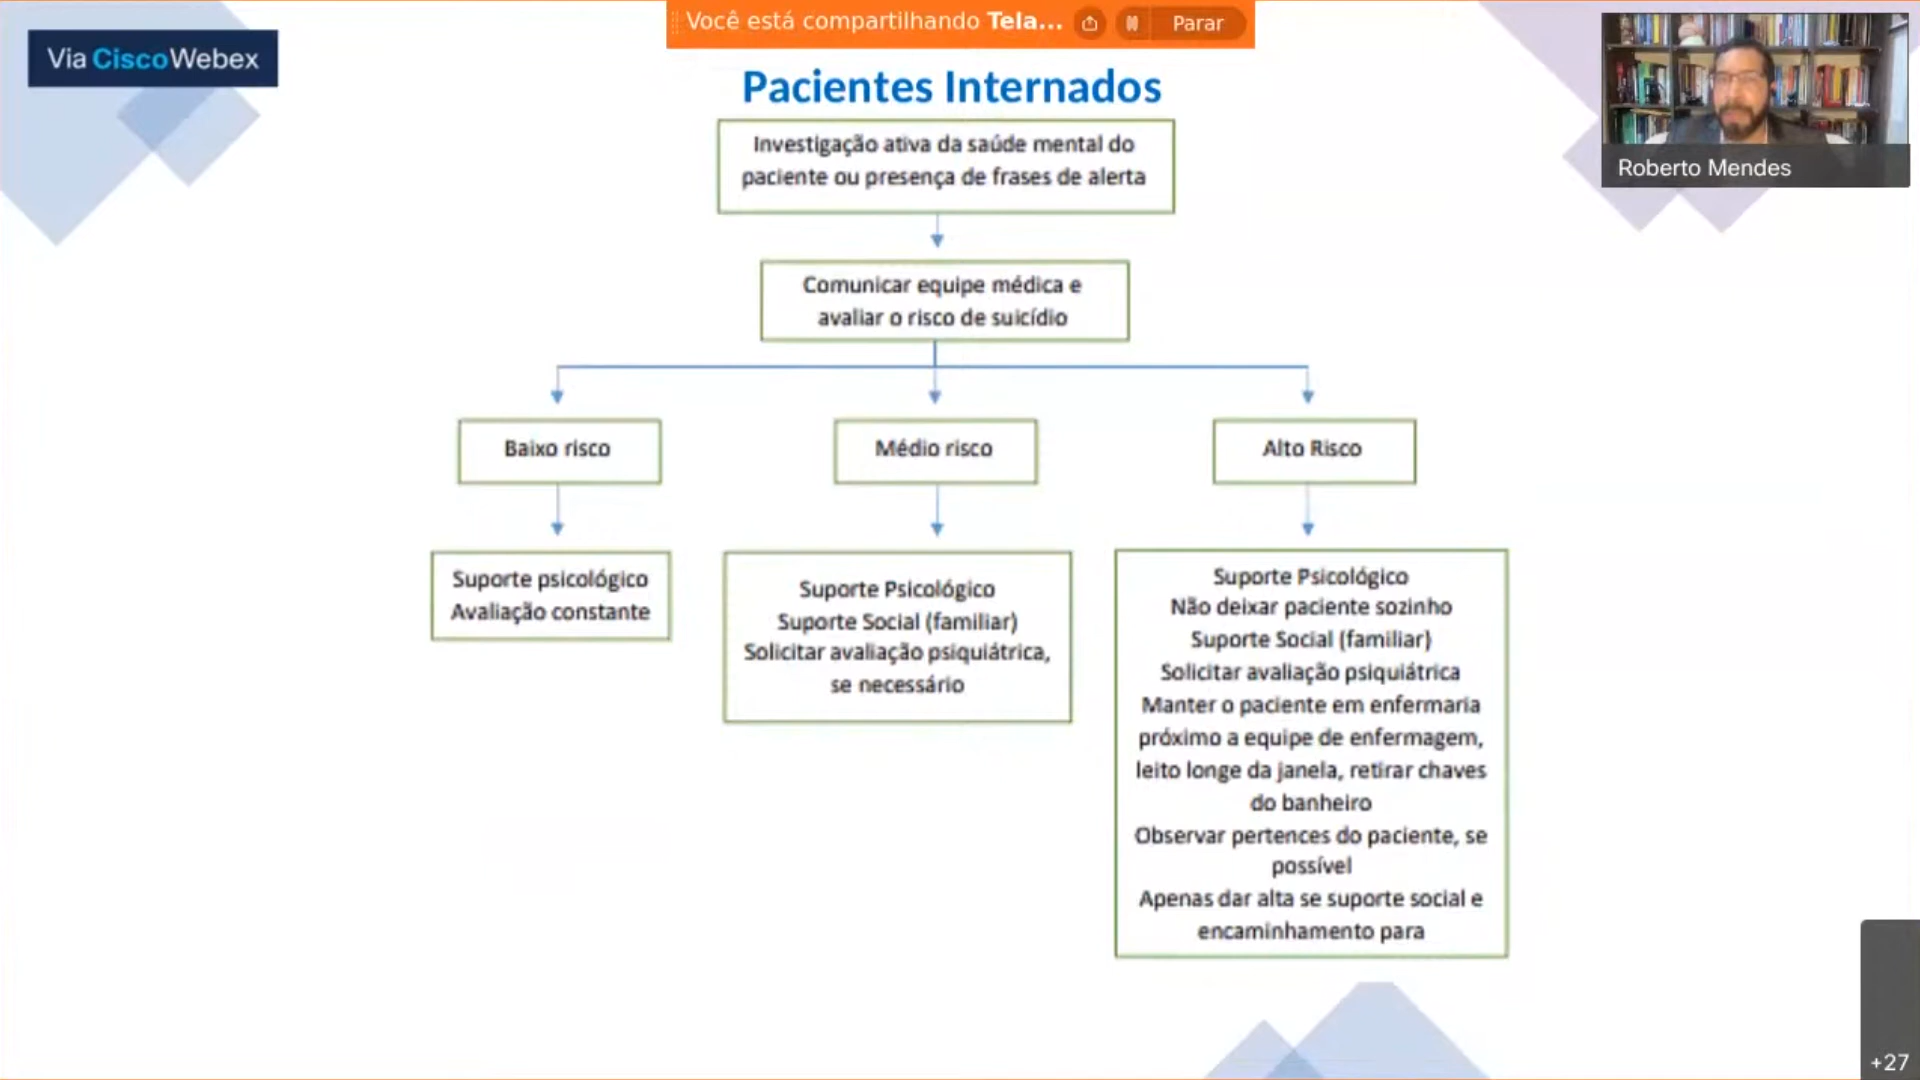 Você está compartilhando Tela...
Parar
Via CiscoWebex
Roberto Mendes
Pacientes Internados
Investigação ativa da saúde mental do
paciente ou presença de frases de alerta
Comunicar equipe médica e
avaliar o risco de suicídio
Baixo risco
Médio risco
Alto Risco
Suporte psicológico
Avaliação constante
Suporte Psicológico
Suporte Social (familiar)
Solicitar avaliação psiquiátrica,
se necessário
Suporte Psicológico
Não deixar paciente sozinho
Suporte Social (familiar)
Solicitar avaliação psiquiátrica
Manter o paciente em enfermaria
próximo a equipe de enfermagem,
leito longe da janela, retirar chaves
do banheiro
Observar pertences do paciente, se
possível
Apenas dar alta se suporte social e
encaminhamento para
+27